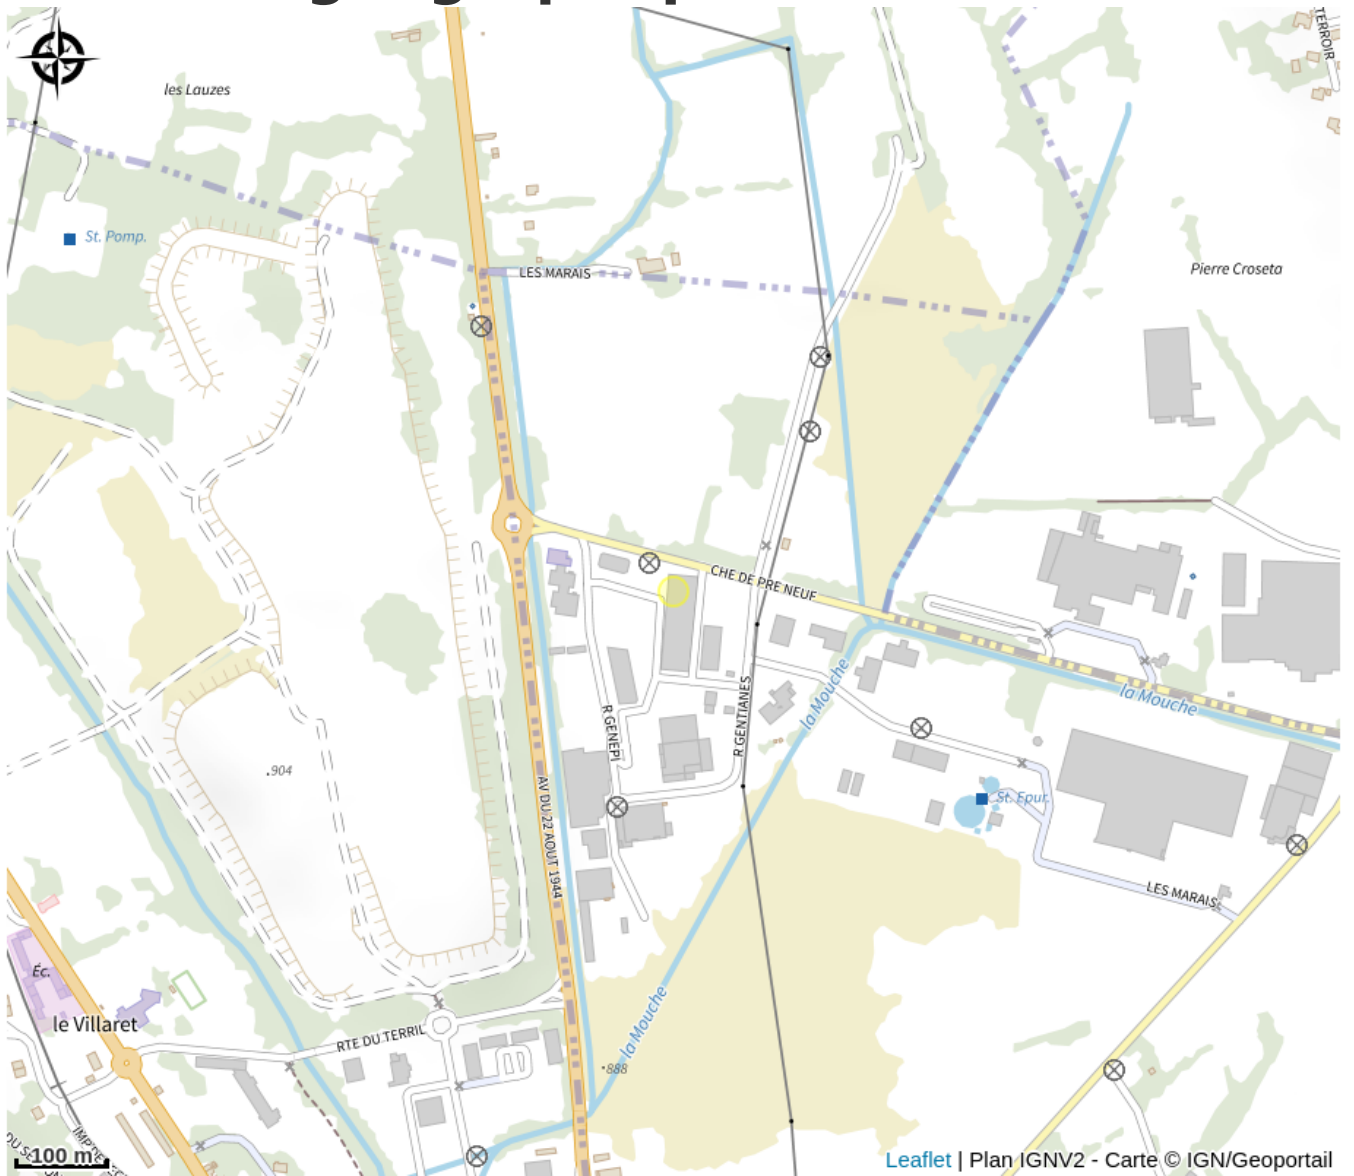 TERROIR
les Lauzes
St. Pomp.
LES MARAIS
Pierre Croseta
CHE DE PRE NEUF
la Mouche
la Mouche
R GENTIANES
R GENEPI
.904
AV DU 22 AOUT 1944
St. Epur.
LES MARAIS
Éc.
le Villaret
RTE DU TERRIL
la Mouche
888
100 m
Leaflet | Plan IGNV2 - Carte © IGN/Geoportail